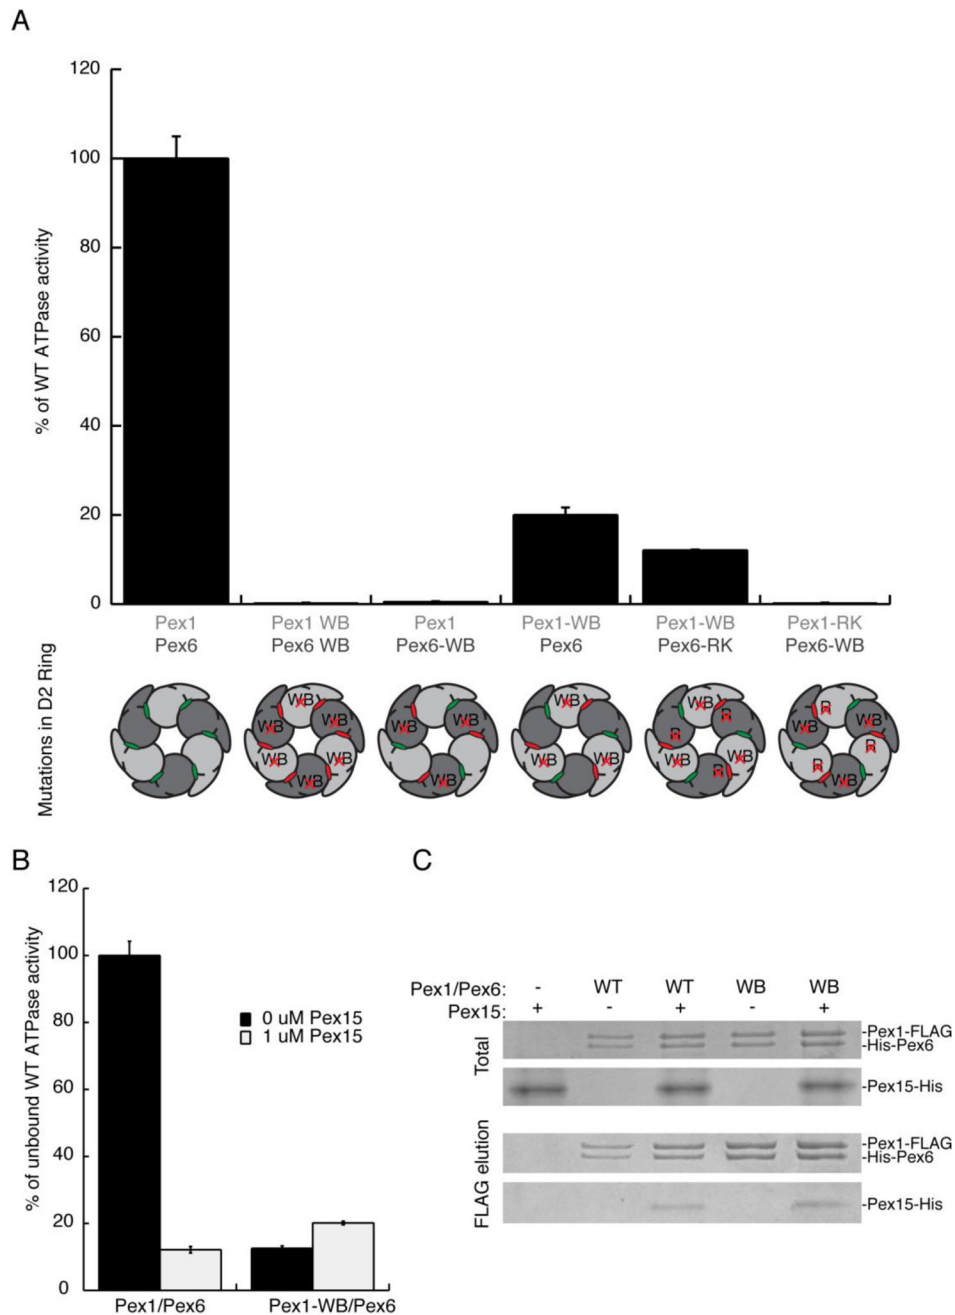 A
120
100
80
60
40
20
0
% of WT ATPase activity
Pex1 Pex1 WB Pex1 Pex1-WB Pex1-WB Pex1-RK
Pex6 Pex6 WB Pex6-WB Pex6 Pex6-RK Pex6-WB
Mutations in D2 Ring
WB WB WB WB WB WB
WB WB WB
WB WB WB
WB R R WB WB R
R WB WB R R WB
B
120
100
80
60
40
20
0
% of unbound WT ATPase activity
0 uM Pex15
1 uM Pex15
Pex1/Pex6 Pex1-WB/Pex6
C
Pex1/Pex6: - WT WT WB WB
Pex15: + - + - +
Total
-Pex1-FLAG
-His-Pex6
-Pex15-His
FLAG elution
-Pex1-FLAG
-His-Pex6
-Pex15-His